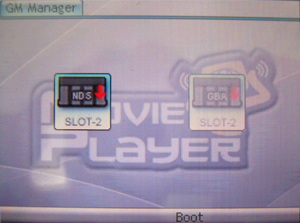 GM Manager
NDS
GBA
SLOT-2
SLOT-2
MOVIE
PLAYER
Boot